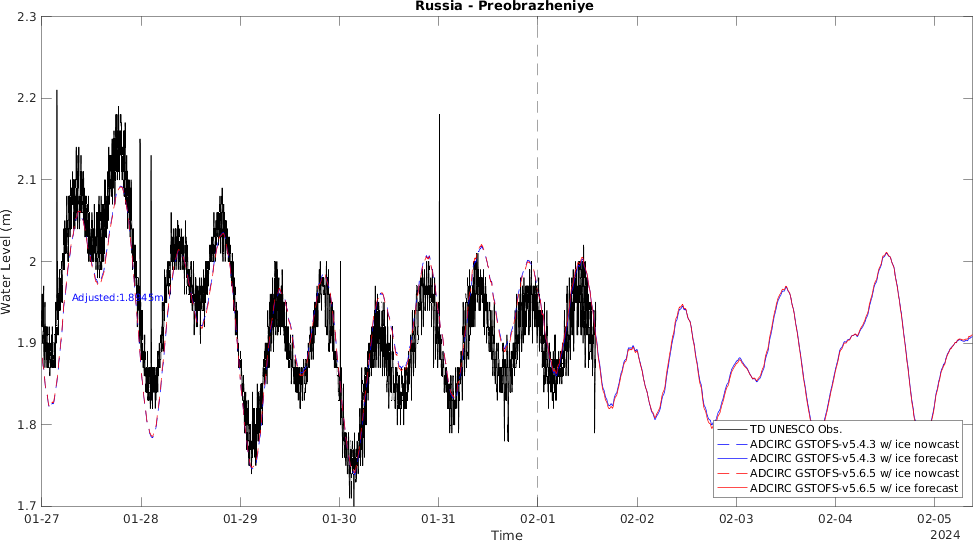 Russia - Preobrazheniye
Water Level (m)
2.3
2.2
2.1
2
1.9
1.8
1.7
TD UNESCO Obs.
ADCIRC GSTOFS-v5.4.3 w/ ice nowcast
ADCIRC GSTOFS-v5.4.3 w/ ice forecast
ADCIRC GSTOFS-v5.6.5 w/ ice nowcast
ADCIRC GSTOFS-v5.6.5 w/ ice forecast
01-27 01-28 01-29 01-30 01-31 02-01 02-02 02-03 02-04 02-05
Time
2024